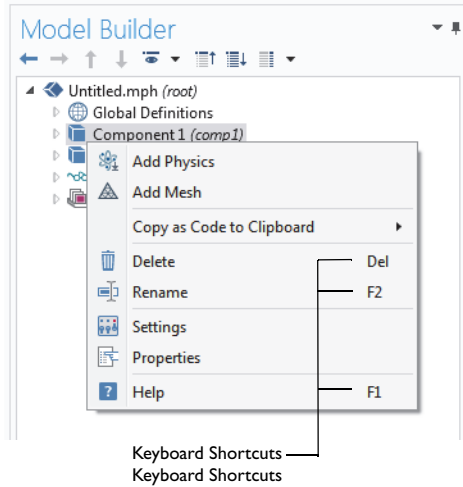 Model Builder
Untitled.mph (root)
Global Definitions
Component 1 (comp1)
Add Physics
Add Mesh
Copy as Code to Clipboard
Delete Del
Rename F2
Settings
Properties
Help F1
Keyboard Shortcuts
Keyboard Shortcuts